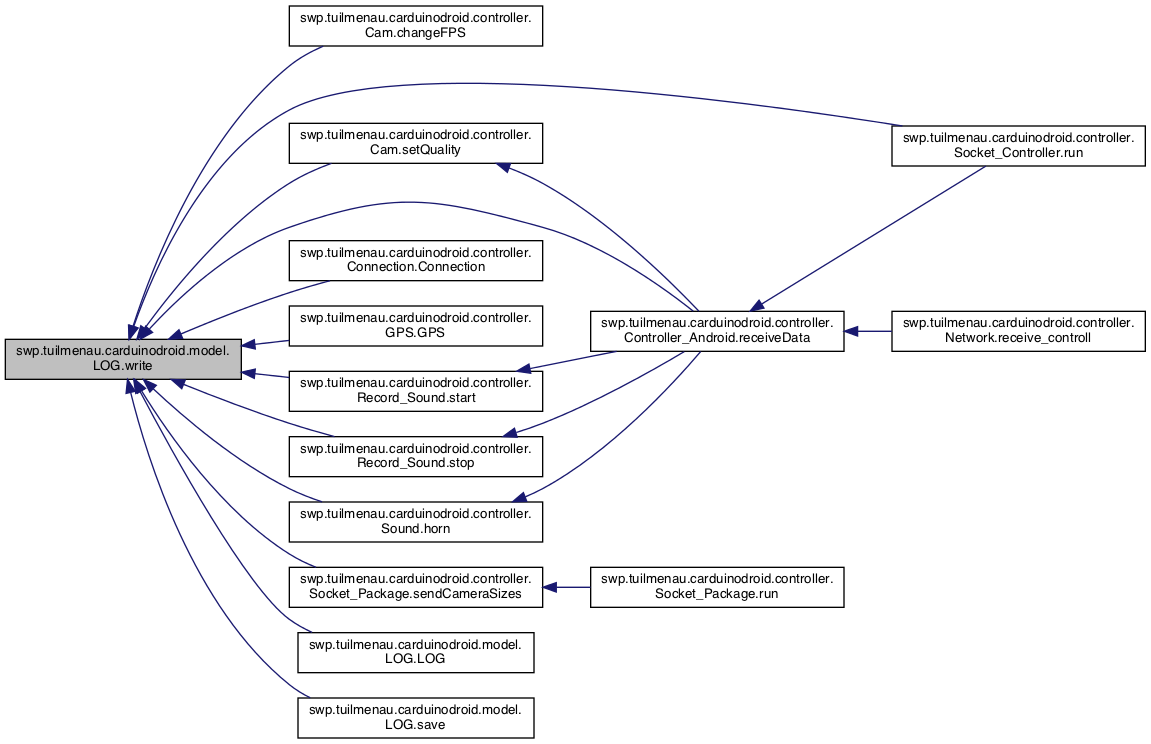 swp.tuilmenau.carduinodroid.controller.
Cam.changeFPS
swp.tuilmenau.carduinodroid.controller.
Cam.setQuality
swp.tuilmenau.carduinodroid.controller.
Socket_Controller.run
swp.tuilmenau.carduinodroid.controller.
Connection.Connection
swp.tuilmenau.carduinodroid.controller.
GPS.GPS
swp.tuilmenau.carduinodroid.controller.
Controller_Android.receiveData
swp.tuilmenau.carduinodroid.controller.
Network.receive_controll
swp.tuilmenau.carduinodroid.model.
LOG.write
swp.tuilmenau.carduinodroid.controller.
Record_Sound.start
swp.tuilmenau.carduinodroid.controller.
Record_Sound.stop
swp.tuilmenau.carduinodroid.controller.
Sound.horn
swp.tuilmenau.carduinodroid.controller.
Socket_Package.sendCameraSizes
swp.tuilmenau.carduinodroid.controller.
Socket_Package.run
swp.tuilmenau.carduinodroid.model.
LOG.LOG
swp.tuilmenau.carduinodroid.model.
LOG.save